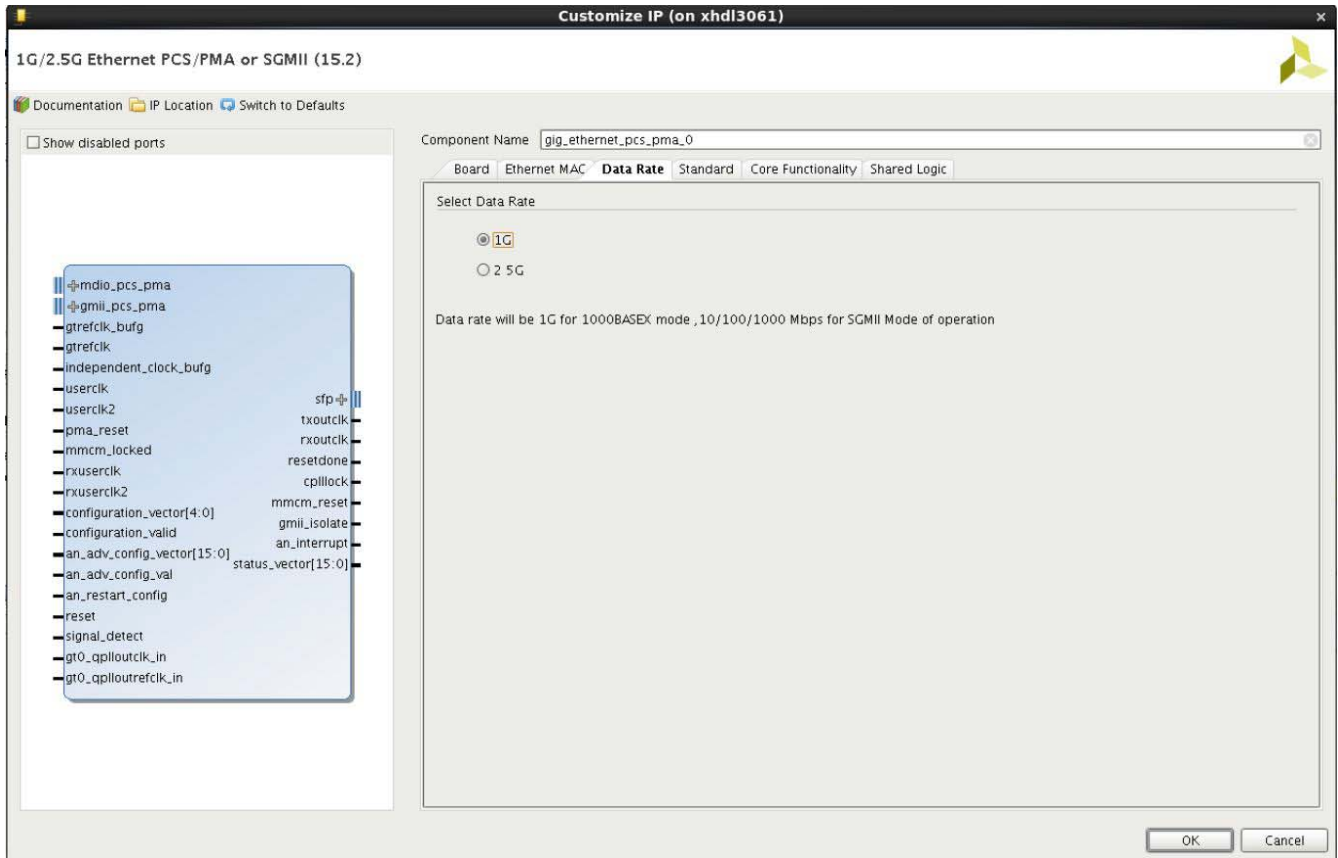 Customize IP (on xhdl3061)
1G/2.5G Ethernet PCS/PMA or SGMII (15.2)
Documentation IP Location Switch to Defaults
Show disabled ports
mdio_pcs_pma
gmii_pcs_pma
gtrefclk_bufg
gtrefclk
independent_clock_bufg
userclk
userclk2
pma_reset
mmcm_locked
rxuserclk
rxuserclk2
configuration_vector[4:0]
configuration_valid
an_adv_config_vector[15:0]
an_adv_config_val
an_restart_config
reset
signal_detect
gt0_qplloutclk_in
gt0_qplloutrefclk_in
sfp
txoutclk
rxoutclk
resetdone
cplllock
mmcm_reset
gmii_isolate
an_interrupt
status_vector[15:0]
Component Name gig_ethernet_pcs_pma_0
Board Ethernet MAC Data Rate Standard Core Functionality Shared Logic
Select Data Rate
1G
2 5G
Data rate will be 1G for 1000BASEX mode ,10/100/1000 Mbps for SGMII Mode of operation
OK Cancel